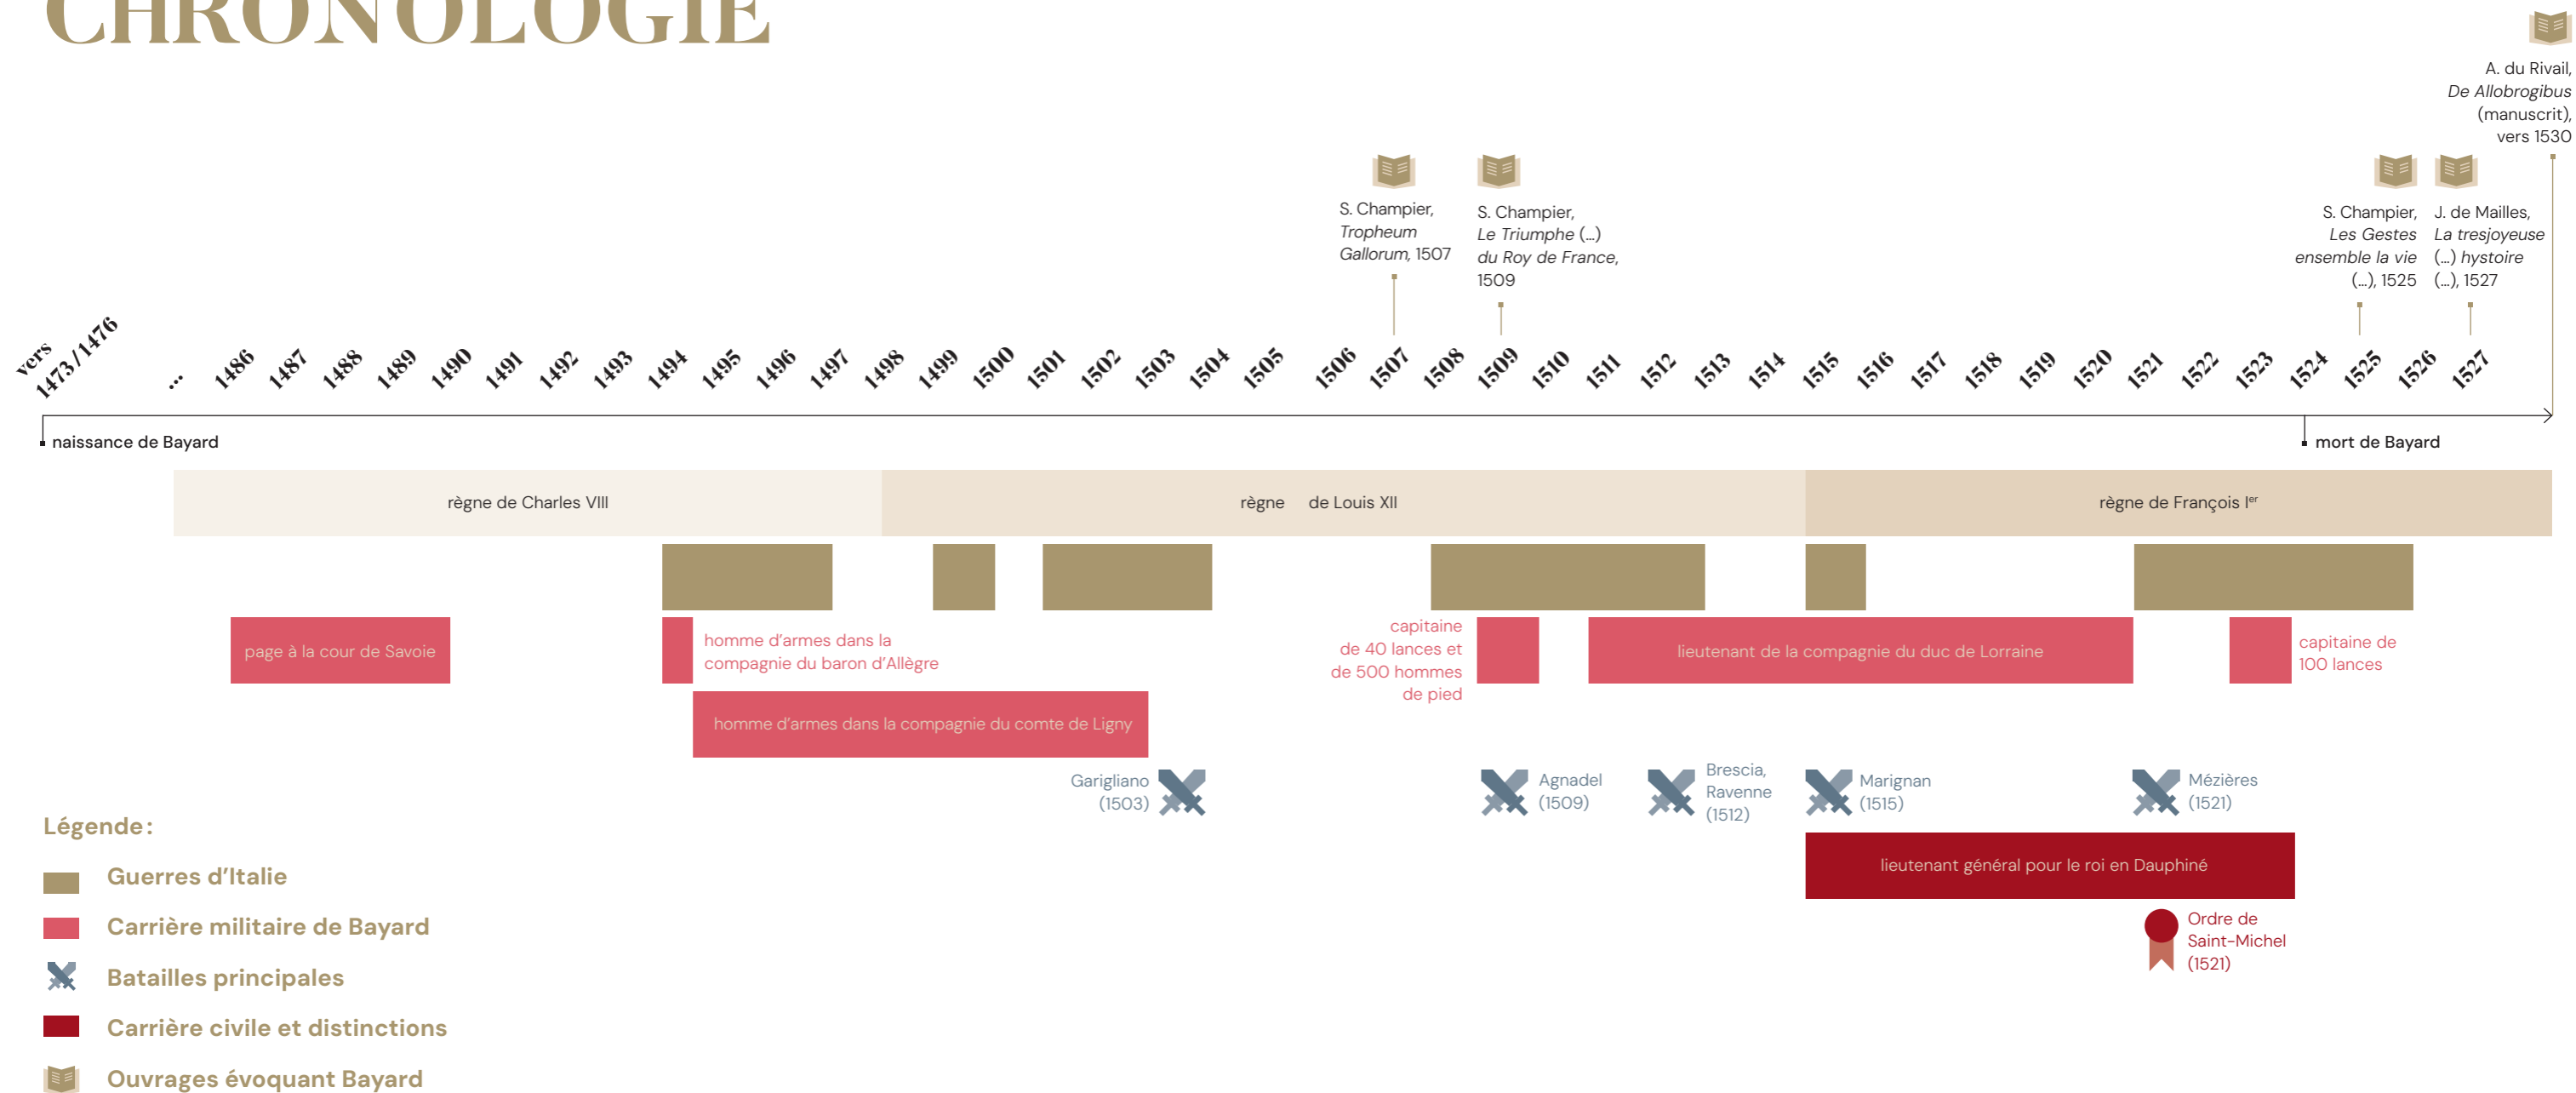 CHRONOLOGIE
A. du Rivail,
De Allobrogibus
(manuscrit),
vers 1530
S. Champier,
Tropheum
Gallorum, 1507
S. Champier,
Le Triumphe (…)
du Roy de France,
1509
S. Champier,
Les Gestes
ensemble la vie
(…), 1525
J. de Mailles,
La tresjoyeuse
(…) hystoire
(…), 1527
vers
1473/1476
...
1486
1487
1488
1489
1490
1491
1492
1493
1494
1495
1496
1497
1498
1499
1500
1501
1502
1503
1504
1505
1506
1507
1508
1509
1510
1511
1512
1513
1514
1515
1516
1517
1518
1519
1520
1521
1522
1523
1524
1525
1526
1527
naissance de Bayard
mort de Bayard
règne de Charles VIII
règne de Louis XII
règne de François Ier
page à la cour de Savoie
homme d’armes dans la
compagnie du baron d’Allègre
capitaine
de 40 lances et
de 500 hommes
de pied
lieutenant de la compagnie du duc de Lorraine
capitaine de
100 lances
homme d’armes dans la compagnie du comte de Ligny
Garigliano
(1503)
Agnadel
(1509)
Brescia,
Ravenne
(1512)
Marignan
(1515)
Mézières
(1521)
lieutenant général pour le roi en Dauphiné
Ordre de
Saint-Michel
(1521)
Légende :
Guerres d’Italie
Carrière militaire de Bayard
Batailles principales
Carrière civile et distinctions
Ouvrages évoquant Bayard